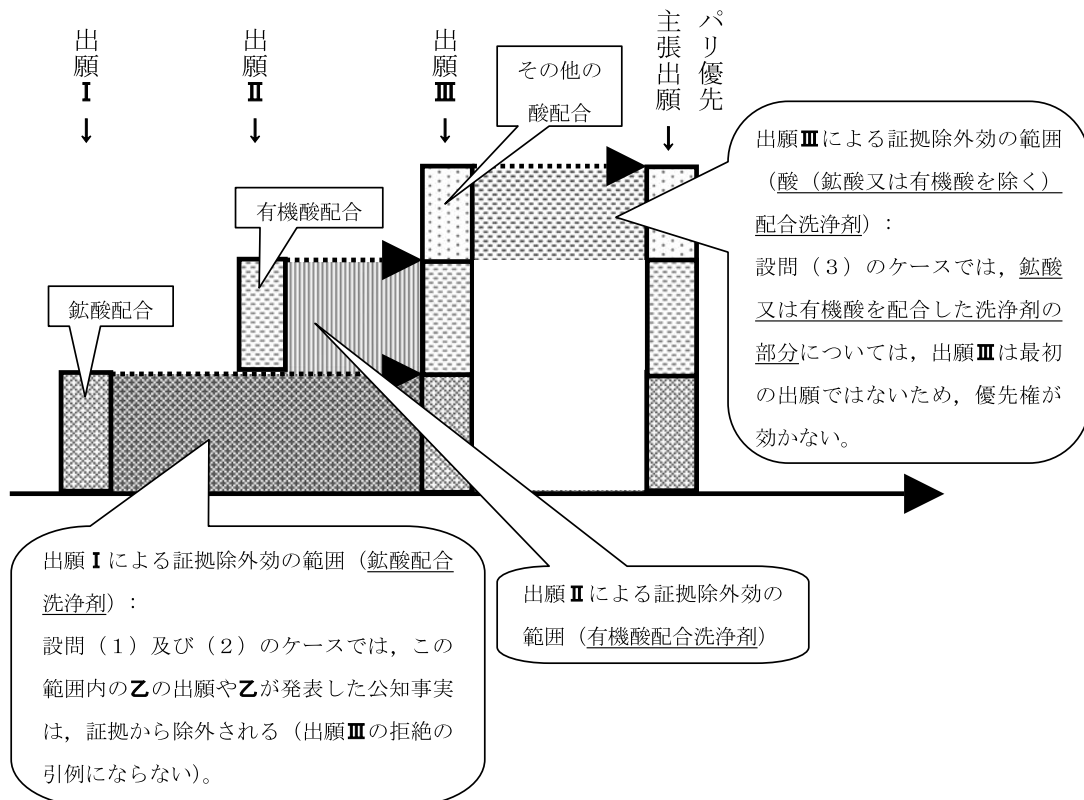 出願Ⅰ
出願Ⅱ
出願Ⅲ
パリ優先
主張出願
その他の
酸配合
有機酸配合
鉱酸配合
出願Ⅲによる証拠除外効の範囲
（酸（鉱酸又は有機酸を除く）
配合洗浄剤）：
設問（３）のケースでは，鉱酸
又は有機酸を配合した洗浄剤の
部分については，出願Ⅲは最初
の出願ではないため，優先権が
効かない。
出願Ⅰによる証拠除外効の範囲（鉱酸配合
洗浄剤）：
設問（１）及び（２）のケースでは，この
範囲内の乙の出願や乙が発表した公知事実
は，証拠から除外される（出願Ⅲの拒絶の
引例にならない）。
出願Ⅱによる証拠除外効の
範囲（有機酸配合洗浄剤）